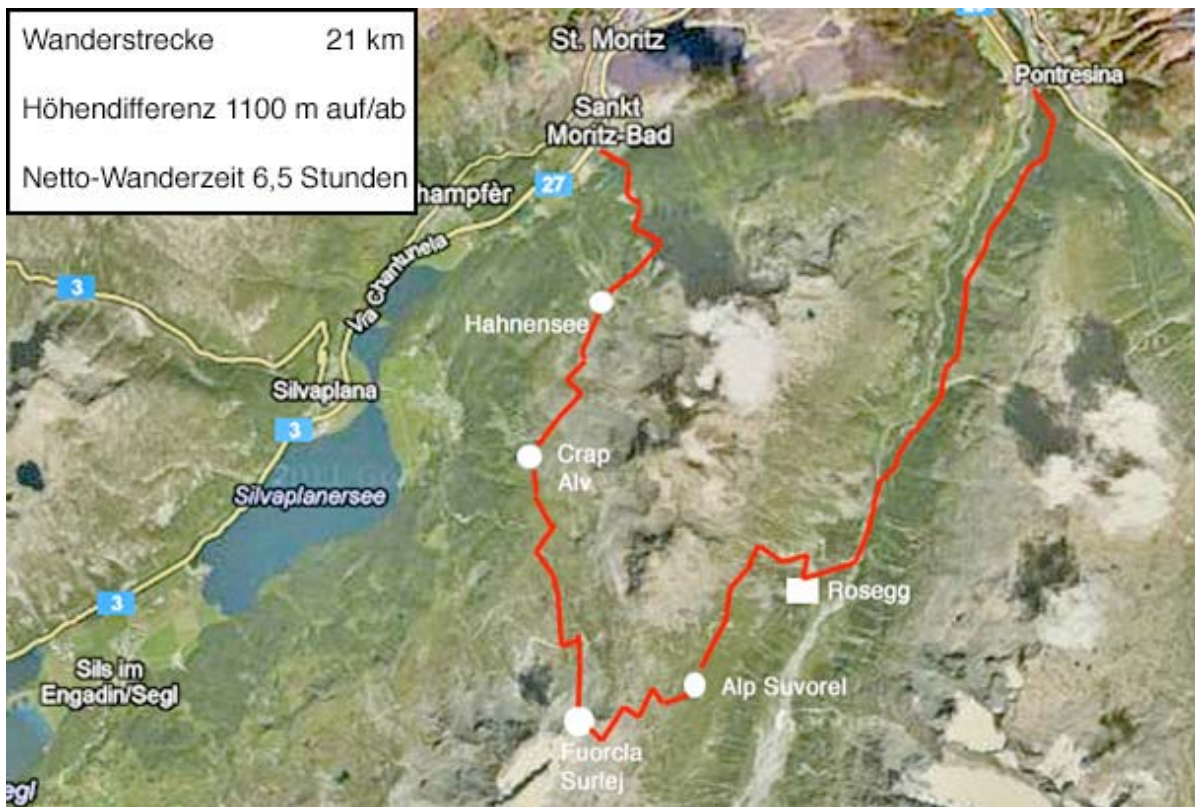 Wanderstrecke 21 km
Höhendifferenz 1100 m auf/ab
Netto-Wanderzeit 6,5 Stunden
St. Moritz
Sankt
Moritz-Bad
Pontresina
hampfèr
27
Via Chantunela
3
Hahnensee
Silvaplana
3
Crap
Alv
Silvaplanersee
3
Rosegg
Sils im
Engadin/Segl
Alp Suvorel
Fuorcla
Surlej
egl